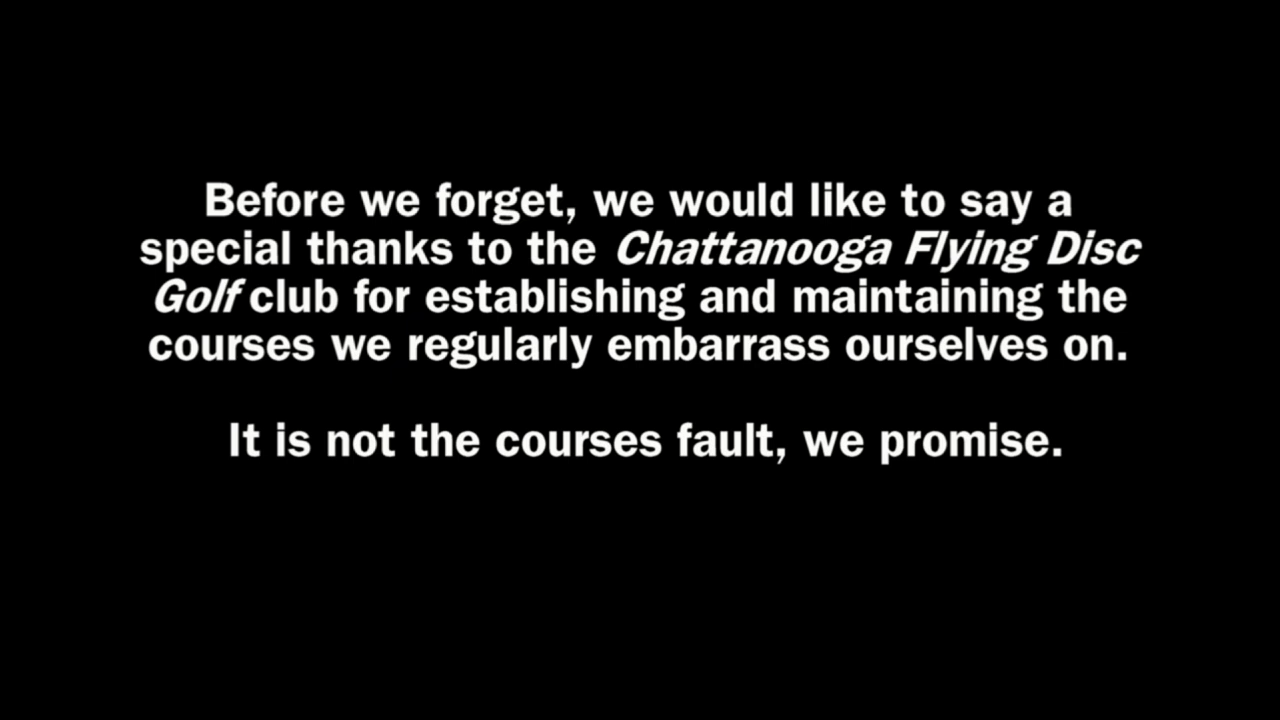 Before we forget, we would like to say a
special thanks to the Chattanooga Flying Disc
Golf club for establishing and maintaining the
courses we regularly embarrass ourselves on.
It is not the courses fault, we promise.